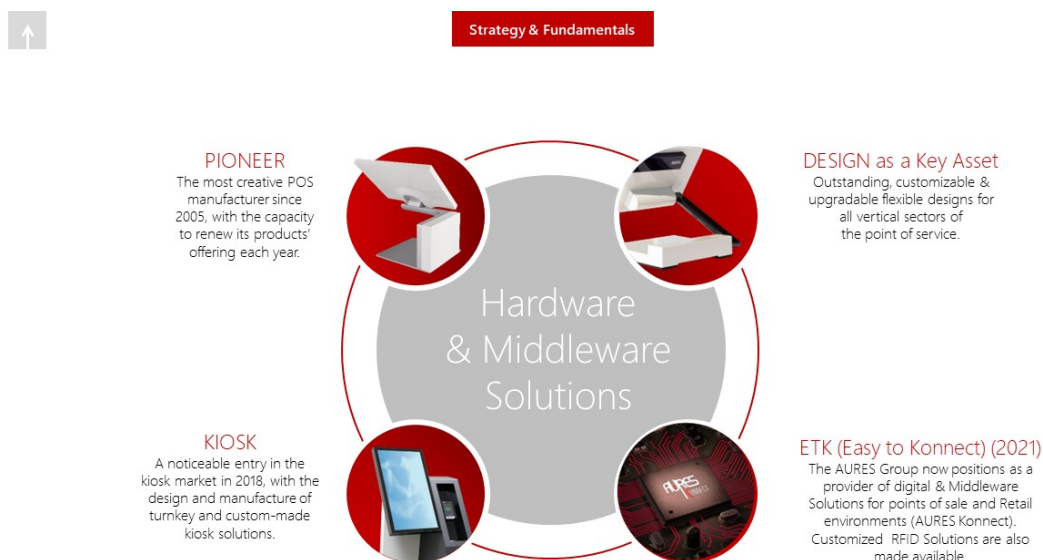 Strategy & Fundamentals
PIONEER
The most creative POS
manufacturer since
2005, with the capacity
to renew its products'
offering each year.
DESIGN as a Key Asset
Outstanding, customizable &
upgradable flexible designs for
all vertical sectors of
the point of service.
Hardware
& Middleware
Solutions
KIOSK
A noticeable entry in the
kiosk market in 2018, with the
design and manufacture of
turnkey and custom-made
kiosk solutions.
AURES
ETK (Easy to Konnect) (2021)
The AURES Group now positions as a
provider of digital & Middleware
Solutions for points of sale and Retail
environments (AURES Konnect).
Customized RFID Solutions are also
made available